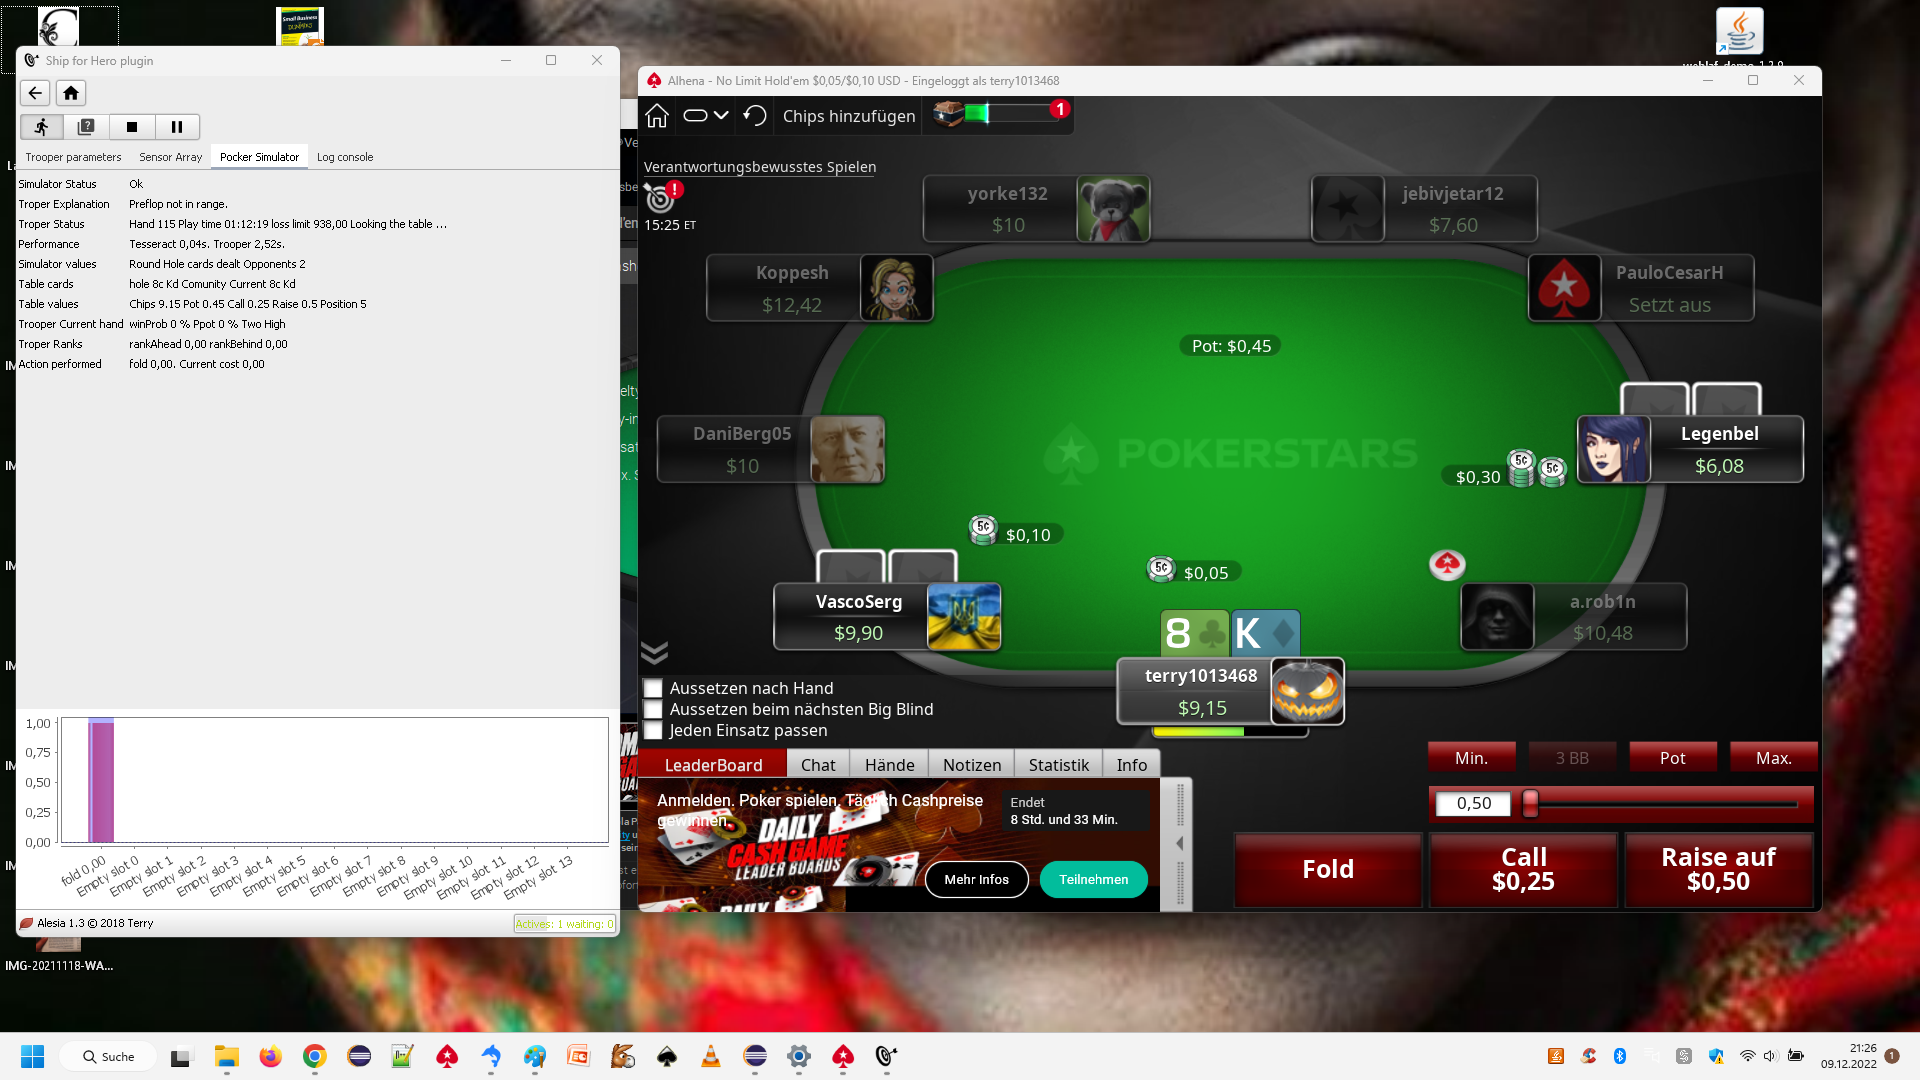 Small Business
DUMMIES
Ship for Hero plugin
Trooper parameters
Sensor Array
Pocker Simulator
Log console
Simulator Status Ok
Troper Explanation Preflop not in range.
Troper Status Hand 115 Play time 01:12:19 loss limit 938,00 Looking the table ...
Performance Tesseract 0,04s. Trooper 2,52s.
Simulator values Round Hole cards dealt Opponents 2
Table cards hole 8c Kd Comunity Current 8c Kd
Table values Chips 9.15 Pot 0.45 Call 0.25 Raise 0.5 Position 5
Trooper Current hand winProb 0 % Ppot 0 % Two High
Troper Ranks rankAhead 0,00 rankBehind 0,00
Action performed fold 0,00. Current cost 0,00
1,00
0,75
0,50
0,25
0,00
fold 0,00
Empty slot 0
Empty slot 1
Empty slot 2
Empty slot 3
Empty slot 4
Empty slot 5
Empty slot 6
Empty slot 7
Empty slot 8
Empty slot 9
Empty slot 10
Empty slot 11
Empty slot 12
Empty slot 13
Alesia 1.3 © 2018 Terry
Actives: 1 waiting: 0
IMG-20211118-WA...
Alhena - No Limit Hold'em $0,05/$0,10 USD - Eingeloggt als terry1013468
Chips hinzufügen
1
Verantwortungsbewusstes Spielen
!
15:25 ET
yorke132
$10
jebivjetar12
$7,60
Koppesh
$12,42
PauloCesarH
Setzt aus
Pot: $0,45
DaniBerg05
$10
POKERSTARS
Legenbel
$6,08
5¢ 5¢
$0,30
5¢
$0,10
5¢
$0,05
VascoSerg
$9,90
8 K
a.rob1n
$10,48
terry1013468
$9,15
Aussetzen nach Hand
Aussetzen beim nächsten Big Blind
Jeden Einsatz passen
LeaderBoard
Chat
Hände
Notizen
Statistik
Info
Anmelden. Poker spielen. Täglich Cashpreise
gewinnen
Endet
8 Std. und 33 Min.
DAILY
CASH GAME
LEADER BOARDS
Mehr Infos
Teilnehmen
Min.
3 BB
Pot
Max.
0,50
Fold
Call
$0,25
Raise auf
$0,50
Suche
21:26
09.12.2022
1